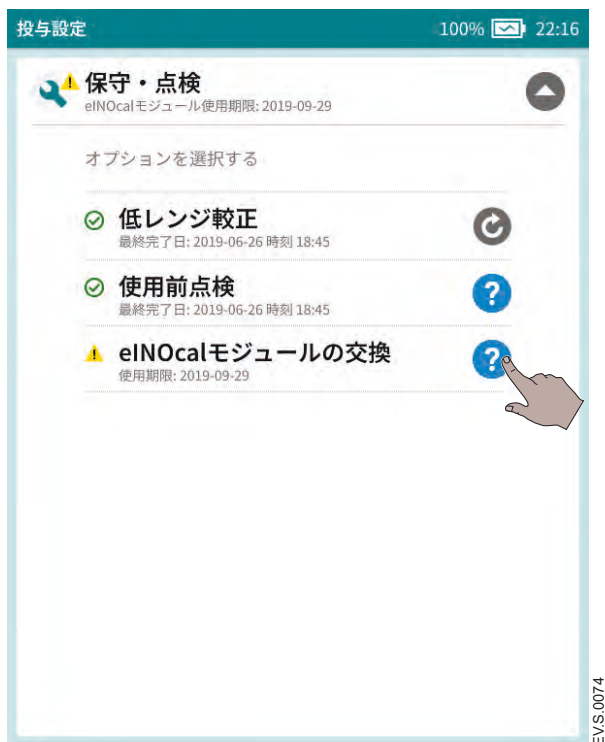 投与設定 100% 22:16
保守・点検
eINOcalモジュール使用期限: 2019-09-29
オプションを選択する
低レンジ較正
最終完了日: 2019-06-26 時刻 18:45
使用前点検
最終完了日: 2019-06-26 時刻 18:45
eINOcalモジュールの交換
使用期限: 2019-09-29
EV.S.0074